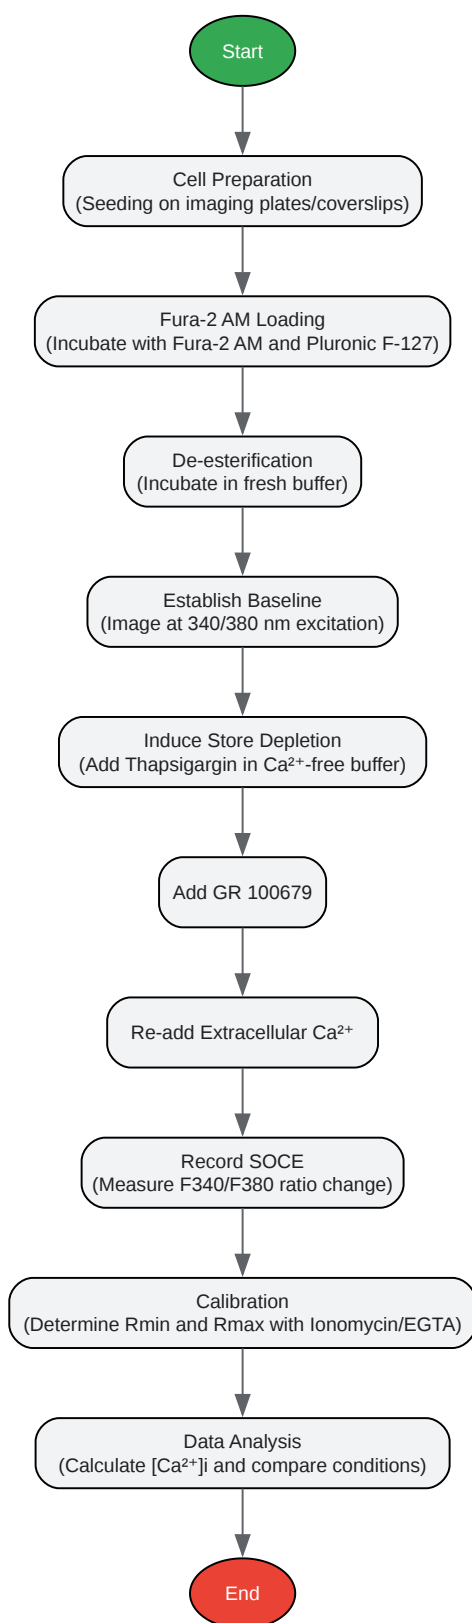 Start
Cell Preparation
(Seeding on imaging plates/coverslips)
Fura-2 AM Loading
(Incubate with Fura-2 AM and Pluronic F-127)
De-esterification
(Incubate in fresh buffer)
Establish Baseline
(Image at 340/380 nm excitation)
Induce Store Depletion
(Add Thapsigargin in Ca²⁺-free buffer)
Add GR 100679
Re-add Extracellular Ca²⁺
Record SOCE
(Measure F340/F380 ratio change)
Calibration
(Determine Rmin and Rmax with Ionomycin/EGTA)
Data Analysis
(Calculate [Ca²⁺]i and compare conditions)
End